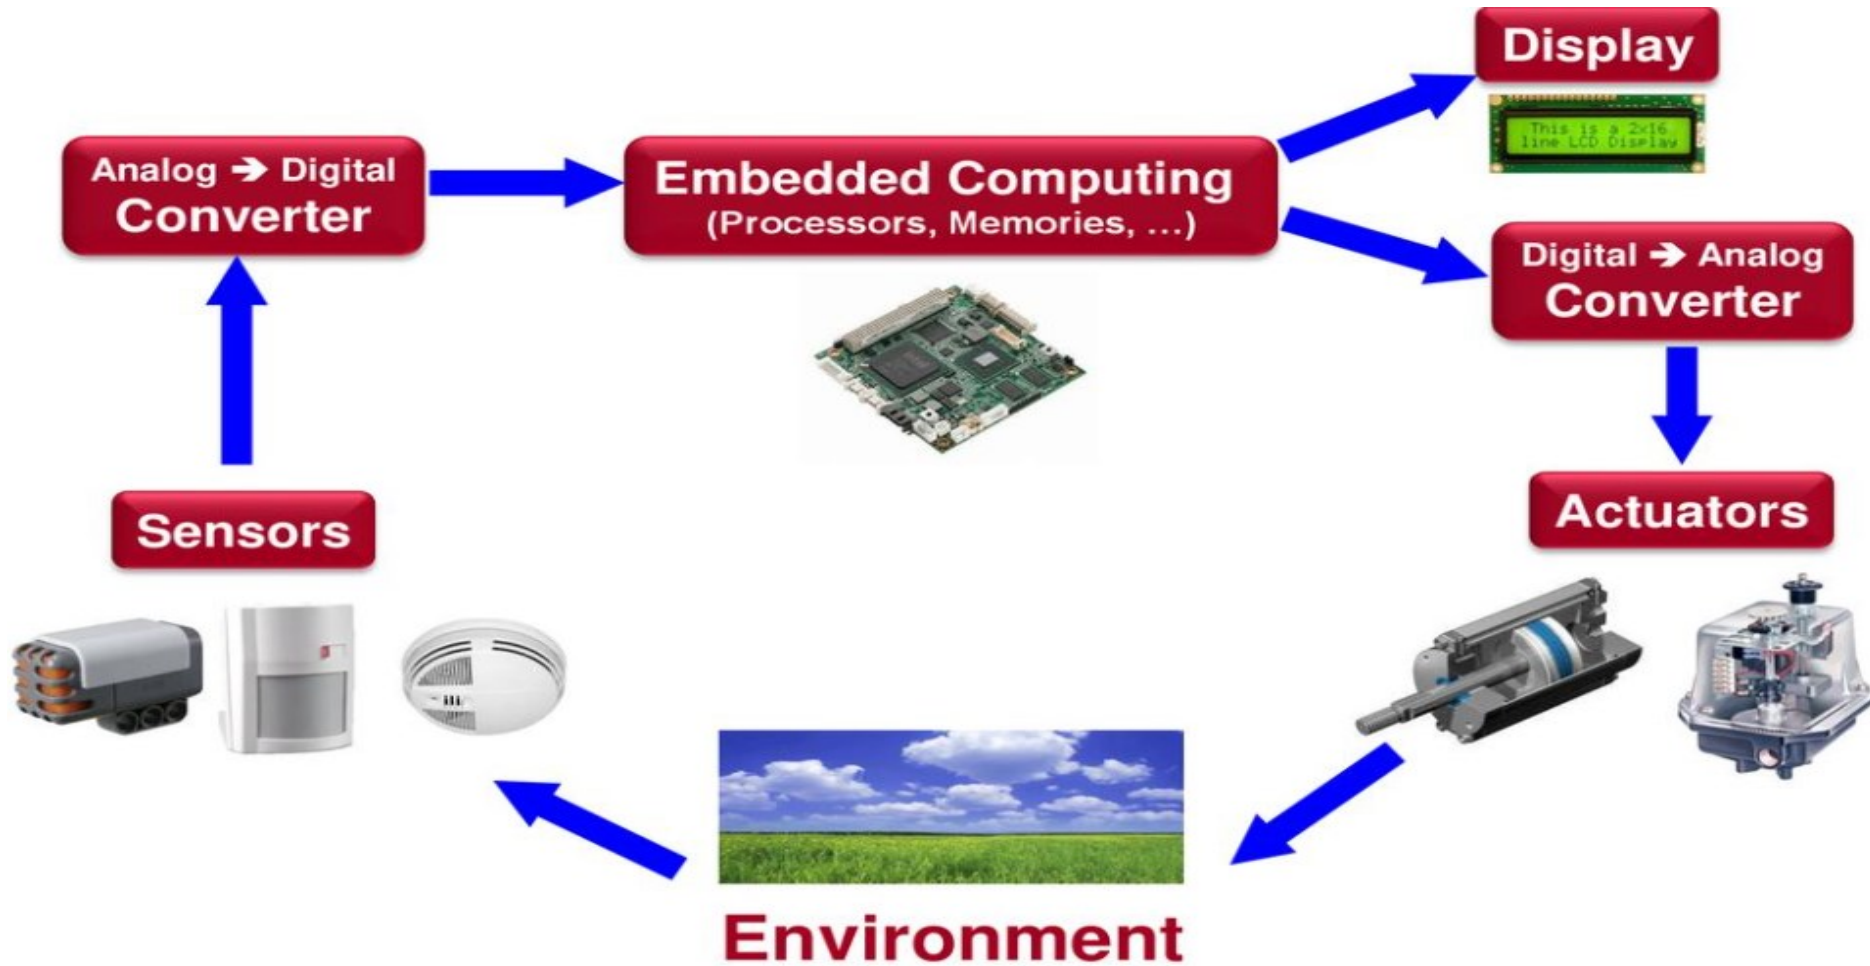 Display
This is a 2x16
line LCD Display
Analog ➔ Digital
Converter
Embedded Computing
(Processors, Memories, ...)
Digital ➔ Analog
Converter
Sensors
Actuators
Environment